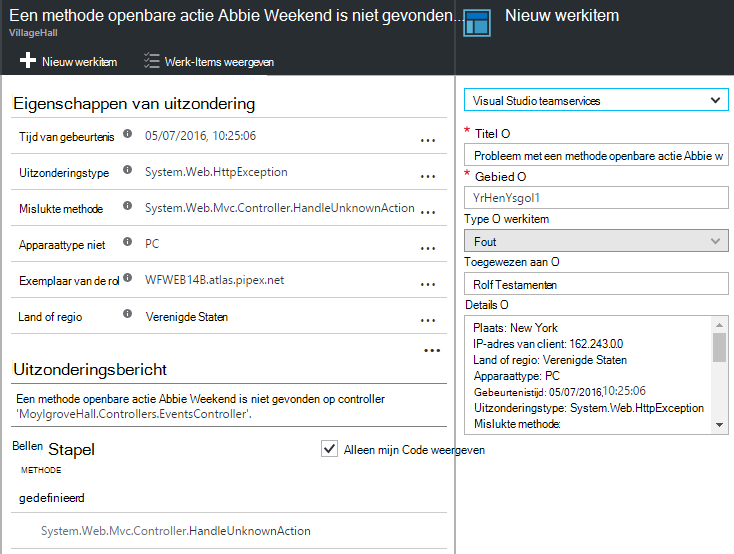 Een methode openbare actie Abbie Weekend is niet gevonden...
VillageHall
Nieuw werkitem
Werk-Items weergeven
Eigenschappen van uitzondering
Tijd van gebeurtenis 05/07/2016, 10:25:06 ...
Uitzonderingstype System.Web.HttpException ...
Mislukte methode System.Web.Mvc.Controller.HandleUnknownAction ...
Apparaattype niet PC ...
Exemplaar van de rol WFWEB14B.atlas.pipex.net ...
Land of regio Verenigde Staten ...
...
Uitzonderingsbericht
Een methode openbare actie Abbie Weekend is niet gevonden op controller
'MoylgroveHall.Controllers.EventsController'.
Bellen Stapel
Alleen mijn Code weergeven
METHODE
gedefinieerd
System.Web.Mvc.Controller.HandleUnknownAction
Nieuw werkitem
Visual Studio teamservices
* Titel O
Probleem met een methode openbare actie Abbie w
* Gebied O
YrHenYsgol1
Type O werkitem
Fout
Toegewezen aan O
Rolf Testamenten
Details O
Plaats: New York
IP-adres van client: 162.243.0.0
Land of regio: Verenigde Staten
Apparaattype: PC
Gebeurtenistijd: 05/07/2016,10:25:06
Uitzonderingstype: System.Web.HttpException
Mislukte methode: